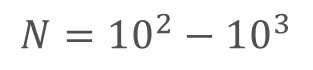 N = 10² − 10³